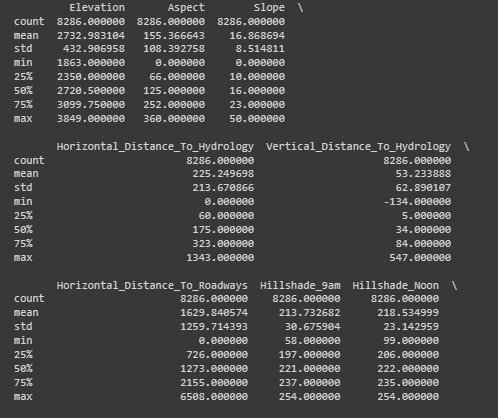 Elevation Aspect Slope \
count 8286.000000 8286.000000 8286.000000
mean 2732.983104 155.366643 16.868694
std 432.906958 108.392758 8.514811
min 1863.000000 0.000000 0.000000
25% 2350.000000 66.000000 10.000000
50% 2720.500000 125.000000 16.000000
75% 3099.750000 252.000000 23.000000
max 3849.000000 360.000000 50.000000
Horizontal_Distance_To_Hydrology Vertical_Distance_To_Hydrology \
count 8286.000000 8286.000000
mean 225.249698 53.233888
std 213.670866 62.890107
min 0.000000 -134.000000
25% 60.000000 5.000000
50% 175.000000 34.000000
75% 323.000000 84.000000
max 1343.000000 547.000000
Horizontal_Distance_To_Roadways Hillshade_9am Hillshade_Noon \
count 8286.000000 8286.000000 8286.000000
mean 1629.840574 213.732682 218.534999
std 1259.714393 30.675904 23.142959
min 0.000000 58.000000 99.000000
25% 726.000000 197.000000 206.000000
50% 1273.000000 221.000000 222.000000
75% 2155.000000 237.000000 235.000000
max 6508.000000 254.000000 254.000000